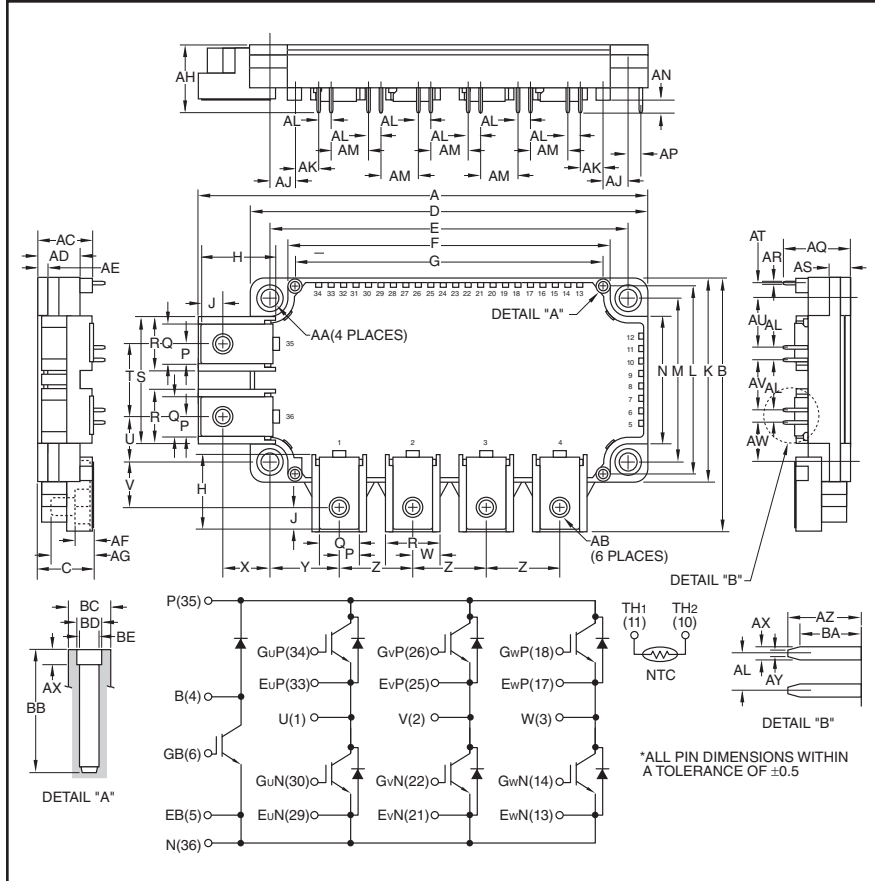 AH
AN
AL AL AL AL
AL AL AL
AM AM AM
AP
AK AM AM AK
AJ AJ
A
D
E
F
G
AC
AD
AE
H
J
34 33 32 31 30 29 28 27 26 25 24 23 22 21 20 19 18 17 16 15 14 13
DETAIL "A"
AA(4 PLACES)
AT
AQ
AR
AS
12
11
10
9
8
7
6
5
N M L K B
AU AL
AV AL
AW
R Q P
35
T S
R Q P
36
U
V
H
J
1 2 3 4
Q
P
R
W
AB
(6 PLACES)
X Y Z Z Z
AF
AG
C
DETAIL "B"
BC
BD
BE
AX
BB
DETAIL "A"
P(35)
GUP(34) GVP(26) GWP(18)
EUP(33) EVP(25) EWP(17)
B(4)
U(1) V(2) W(3)
GB(6)
GUN(30) GVN(22) GWN(14)
EB(5)
EUN(29) EVN(21) EWN(13)
N(36)
TH1 TH2
(11) (10)
NTC
AX
AZ
BA
AL
AY
DETAIL "B"
*ALL PIN DIMENSIONS WITHIN
A TOLERANCE OF ±0.5